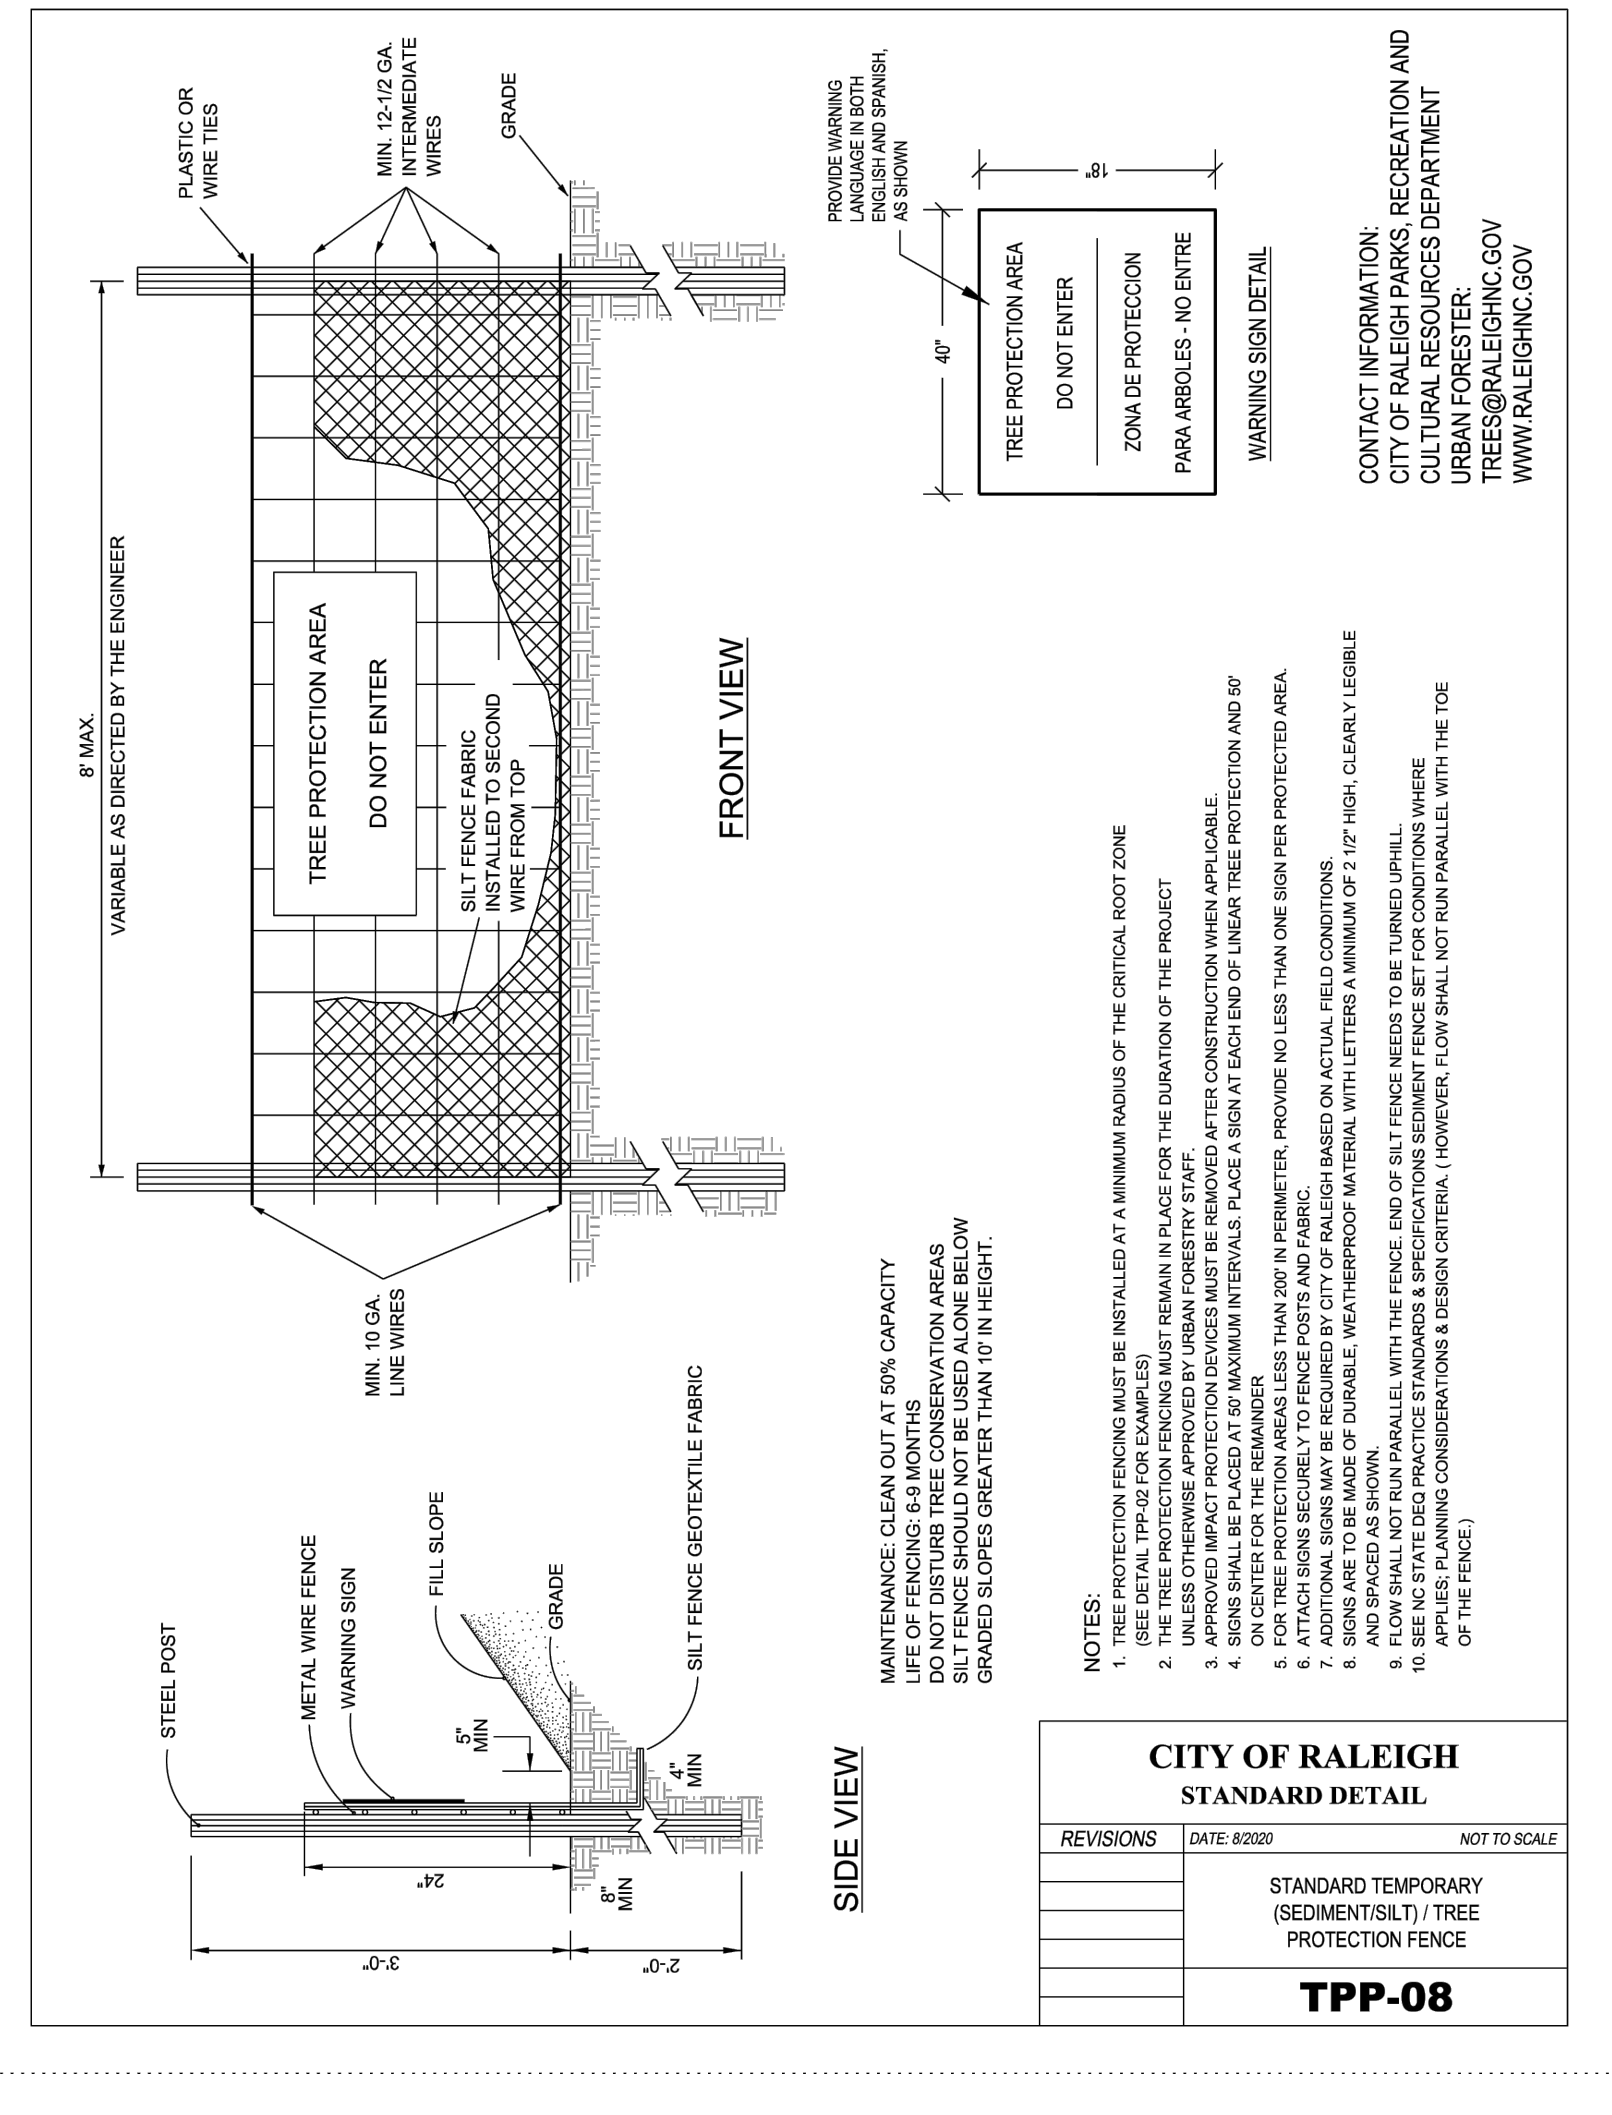 8' MAX.
VARIABLE AS DIRECTED BY THE ENGINEER
PLASTIC OR
WIRE TIES
MIN. 12-1/2 GA.
INTERMEDIATE
WIRES
GRADE
TREE PROTECTION AREA
DO NOT ENTER
SILT FENCE FABRIC
INSTALLED TO SECOND
WIRE FROM TOP
MIN. 10 GA.
LINE WIRES
FRONT VIEW
STEEL POST
METAL WIRE FENCE
WARNING SIGN
FILL SLOPE
GRADE
SILT FENCE GEOTEXTILE FABRIC
5"
MIN
4"
MIN
8"
MIN
24"
3'-0"
2'-0"
SIDE VIEW
PROVIDE WARNING
LANGUAGE IN BOTH
ENGLISH AND SPANISH,
AS SHOWN
40"
18"
TREE PROTECTION AREA
DO NOT ENTER
ZONA DE PROTECCION
PARA ARBOLES - NO ENTRE
WARNING SIGN DETAIL
CONTACT INFORMATION:
CITY OF RALEIGH PARKS, RECREATION AND
CULTURAL RESOURCES DEPARTMENT
URBAN FORESTER:
TREES@RALEIGHNC.GOV
WWW.RALEIGHNC.GOV
MAINTENANCE: CLEAN OUT AT 50% CAPACITY
LIFE OF FENCING: 6-9 MONTHS
DO NOT DISTURB TREE CONSERVATION AREAS
SILT FENCE SHOULD NOT BE USED ALONE BELOW
GRADED SLOPES GREATER THAN 10' IN HEIGHT.
NOTES:
1. TREE PROTECTION FENCING MUST BE INSTALLED AT A MINIMUM RADIUS OF THE CRITICAL ROOT ZONE
(SEE DETAIL TPP-02 FOR EXAMPLES)
2. THE TREE PROTECTION FENCING MUST REMAIN IN PLACE FOR THE DURATION OF THE PROJECT
UNLESS OTHERWISE APPROVED BY URBAN FORESTRY STAFF.
3. APPROVED IMPACT PROTECTION DEVICES MUST BE REMOVED AFTER CONSTRUCTION WHEN APPLICABLE.
4. SIGNS SHALL BE PLACED AT 50' MAXIMUM INTERVALS. PLACE A SIGN AT EACH END OF LINEAR TREE PROTECTION AND 50'
ON CENTER FOR THE REMAINDER
5. FOR TREE PROTECTION AREAS LESS THAN 200' IN PERIMETER, PROVIDE NO LESS THAN ONE SIGN PER PROTECTED AREA.
6. ATTACH SIGNS SECURELY TO FENCE POSTS AND FABRIC.
7. ADDITIONAL SIGNS MAY BE REQUIRED BY CITY OF RALEIGH BASED ON ACTUAL FIELD CONDITIONS.
8. SIGNS ARE TO BE MADE OF DURABLE, WEATHERPROOF MATERIAL WITH LETTERS A MINIMUM OF 2 1/2" HIGH, CLEARLY LEGIBLE
AND SPACED AS SHOWN.
9. FLOW SHALL NOT RUN PARALLEL WITH THE FENCE. END OF SILT FENCE NEEDS TO BE TURNED UPHILL.
10. SEE NC STATE DEQ PRACTICE STANDARDS & SPECIFICATIONS SEDIMENT FENCE SET FOR CONDITIONS WHERE
APPLIES; PLANNING CONSIDERATIONS & DESIGN CRITERIA. ( HOWEVER, FLOW SHALL NOT RUN PARALLEL WITH THE TOE
OF THE FENCE.)
CITY OF RALEIGH
STANDARD DETAIL
REVISIONS
DATE: 8/2020
NOT TO SCALE
STANDARD TEMPORARY
(SEDIMENT/SILT) / TREE
PROTECTION FENCE
TPP-08